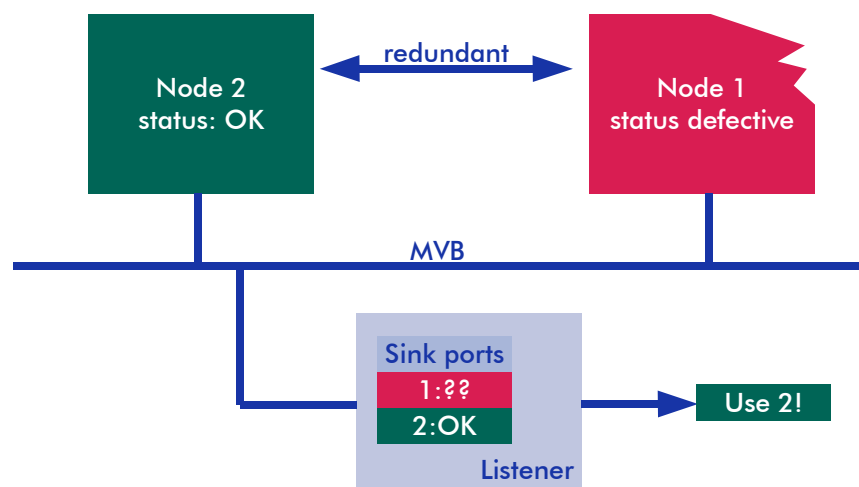 redundant
Node 2
status: OK
Node 1
status defective
MVB
Sink ports
1:??
2:OK
Use 2!
Listener